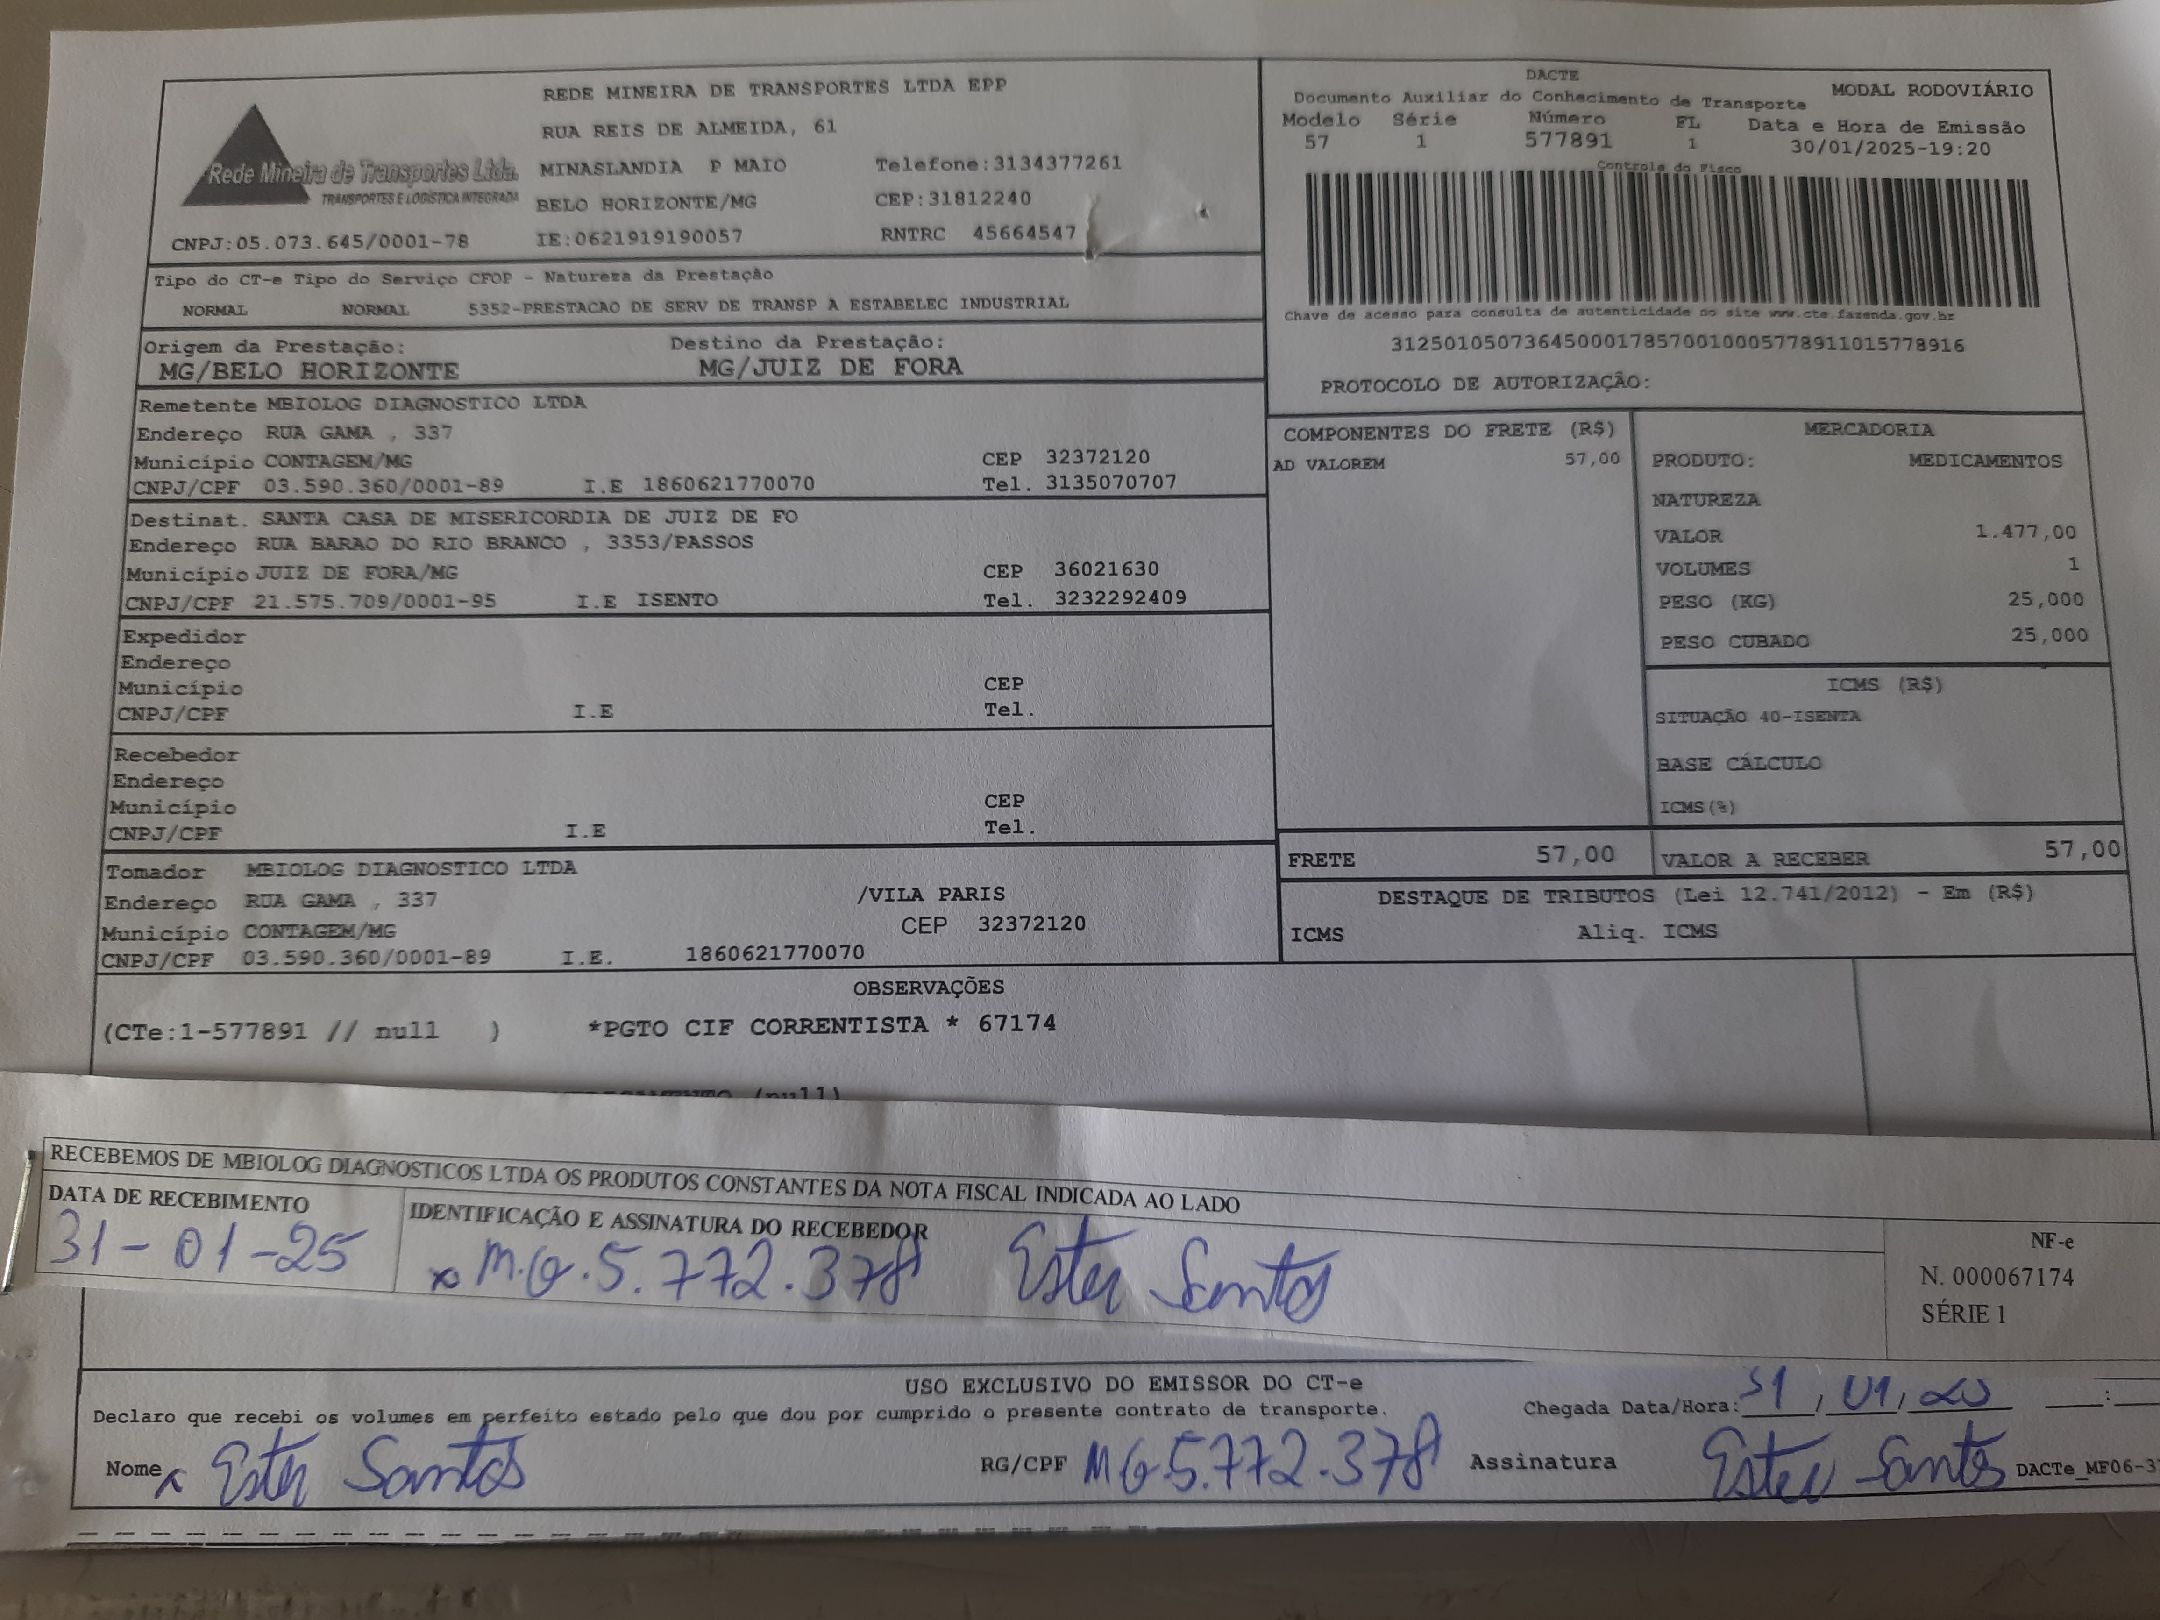 Rede Mineira de Transportes Ltda.
TRANSPORTES E LOGÍSTICA INTEGRADA
CNPJ:05.073.645/0001-78
REDE MINEIRA DE TRANSPORTES LTDA EPP
RUA REIS DE ALMEIDA, 61
MINASLANDIA P MAIO Telefone:3134377261
BELO HORIZONTE/MG CEP:31812240
IE:0621919190057 RNTRC 45664547
DACTE
Documento Auxiliar do Conhecimento de Transporte MODAL RODOVIÁRIO
Modelo Série Número FL Data e Hora de Emissão
57 1 577891 1 30/01/2025-19:20
Controle do Fisco
Chave de acesso para consulta de autenticidade no site www.cte.fazenda.gov.br
31250105073645000178570010005778911015778916
PROTOCOLO DE AUTORIZAÇÃO:
Tipo do CT-e Tipo do Serviço CFOP - Natureza da Prestação
NORMAL NORMAL 5352-PRESTACAO DE SERV DE TRANSP A ESTABELEC INDUSTRIAL
Origem da Prestação: Destino da Prestação:
MG/BELO HORIZONTE MG/JUIZ DE FORA
Remetente MBIOLOG DIAGNOSTICO LTDA
Endereço RUA GAMA , 337
Município CONTAGEM/MG CEP 32372120
CNPJ/CPF 03.590.360/0001-89 I.E 1860621770070 Tel. 3135070707
Destinat. SANTA CASA DE MISERICORDIA DE JUIZ DE FO
Endereço RUA BARAO DO RIO BRANCO , 3353/PASSOS
Município JUIZ DE FORA/MG CEP 36021630
CNPJ/CPF 21.575.709/0001-95 I.E ISENTO Tel. 3232292409
Expedidor
Endereço
Município CEP
CNPJ/CPF I.E Tel.
Recebedor
Endereço
Município CEP
CNPJ/CPF I.E Tel.
Tomador MBIOLOG DIAGNOSTICO LTDA
Endereço RUA GAMA , 337 /VILA PARIS
Município CONTAGEM/MG CEP 32372120
CNPJ/CPF 03.590.360/0001-89 I.E. 1860621770070
COMPONENTES DO FRETE (R$)
AD VALOREM 57,00
MERCADORIA
PRODUTO: MEDICAMENTOS
NATUREZA
VALOR 1.477,00
VOLUMES 1
PESO (KG) 25,000
PESO CUBADO 25,000
ICMS (R$)
SITUAÇÃO 40-ISENTA
BASE CÁLCULO
ICMS(%)
FRETE 57,00 VALOR A RECEBER 57,00
DESTAQUE DE TRIBUTOS (Lei 12.741/2012) - Em (R$)
ICMS Aliq. ICMS
OBSERVAÇÕES
(CTe:1-577891 // null ) *PGTO CIF CORRENTISTA * 67174
(null)
RECEBEMOS DE MBIOLOG DIAGNOSTICOS LTDA OS PRODUTOS CONSTANTES DA NOTA FISCAL INDICADA AO LADO
DATA DE RECEBIMENTO IDENTIFICAÇÃO E ASSINATURA DO RECEBEDOR
31-01-25 x M.G.5.772.378 Ester Santos
NF-e
N. 000067174
SÉRIE 1
USO EXCLUSIVO DO EMISSOR DO CT-e
Declaro que recebi os volumes em perfeito estado pelo que dou por cumprido o presente contrato de transporte. Chegada Data/Hora: 31/01/25 :
Nome x Ester Santos RG/CPF MG.5.772.378 Assinatura Ester Santos DACTe_MF06-3